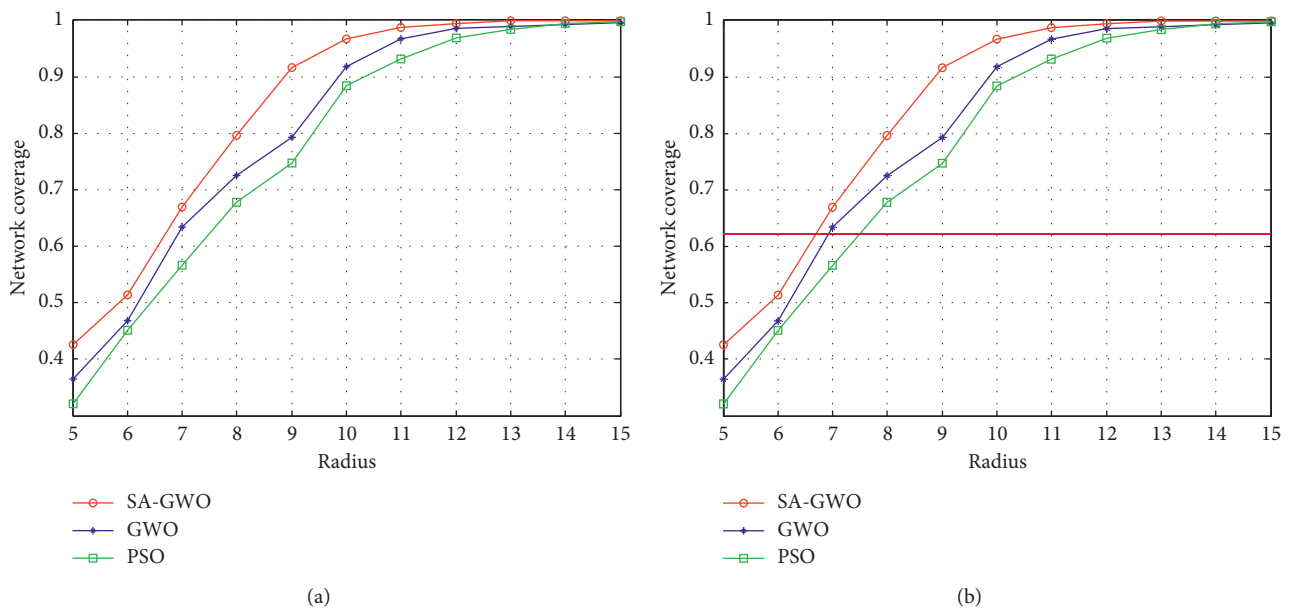 1
0.9
0.8
0.7
0.6
0.5
0.4
Network coverage
5 6 7 8 9 10 11 12 13 14 15
Radius
SA-GWO
GWO
PSO
(a)
1
0.9
0.8
0.7
0.6
0.5
0.4
Network coverage
5 6 7 8 9 10 11 12 13 14 15
Radius
SA-GWO
GWO
PSO
(b)